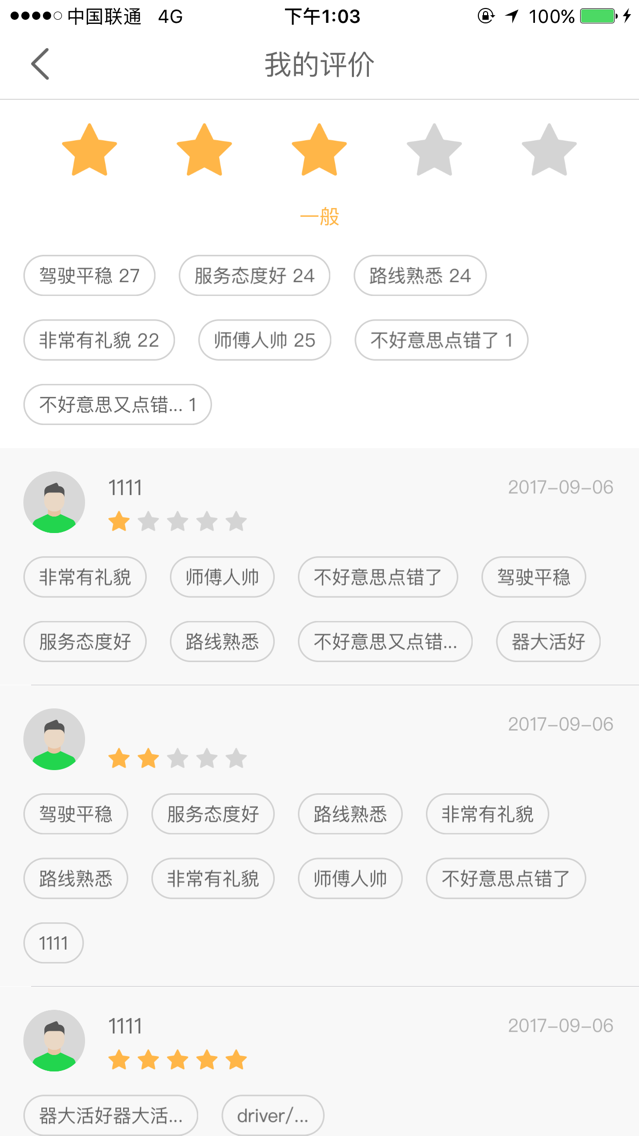 中国联通 4G 下午1:03 100%
我的评价
一般
驾驶平稳 27 服务态度好 24 路线熟悉 24
非常有礼貌 22 师傅人帅 25 不好意思点错了 1
不好意思又点错... 1
1111 2017-09-06
非常有礼貌 师傅人帅 不好意思点错了 驾驶平稳
服务态度好 路线熟悉 不好意思又点错... 器大活好
2017-09-06
驾驶平稳 服务态度好 路线熟悉 非常有礼貌
路线熟悉 非常有礼貌 师傅人帅 不好意思点错了
1111
1111 2017-09-06
器大活好器大活... driver/...